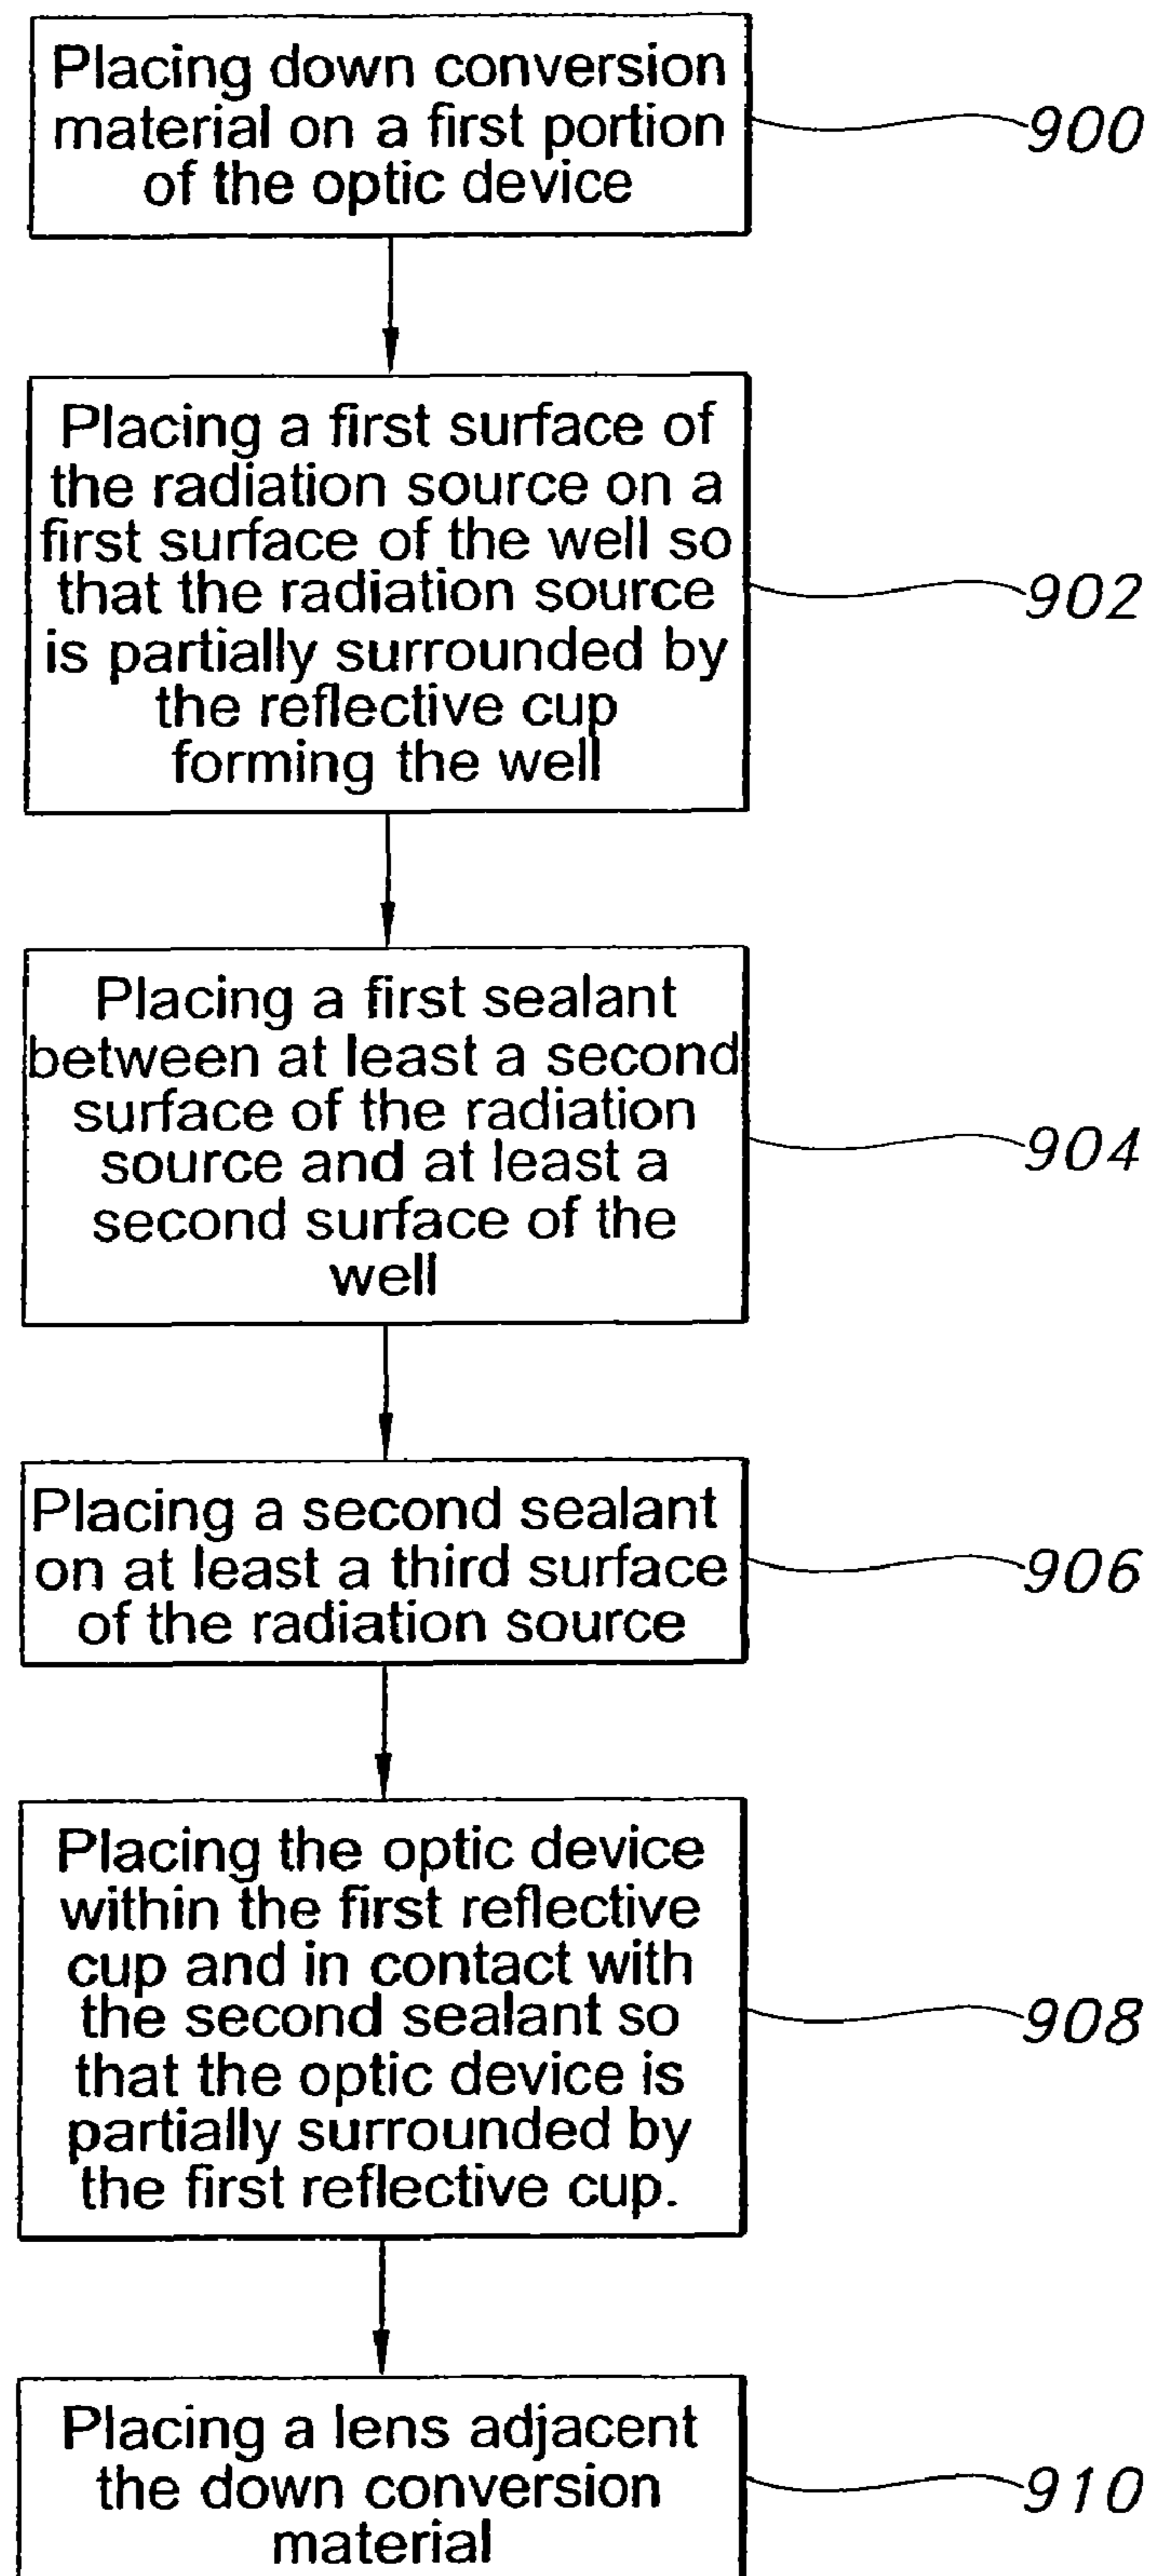 Placing down conversion
material on a first portion
of the optic device
900
Placing a first surface of
the radiation source on a
first surface of the well so
that the radiation source
is partially surrounded by
the reflective cup
forming the well
902
Placing a first sealant
between at least a second
surface of the radiation
source and at least a
second surface of the
well
904
Placing a second sealant
on at least a third surface
of the radiation source
906
Placing the optic device
within the first reflective
cup and in contact with
the second sealant so
that the optic device is
partially surrounded by
the first reflective cup.
908
Placing a lens adjacent
the down conversion
material
910